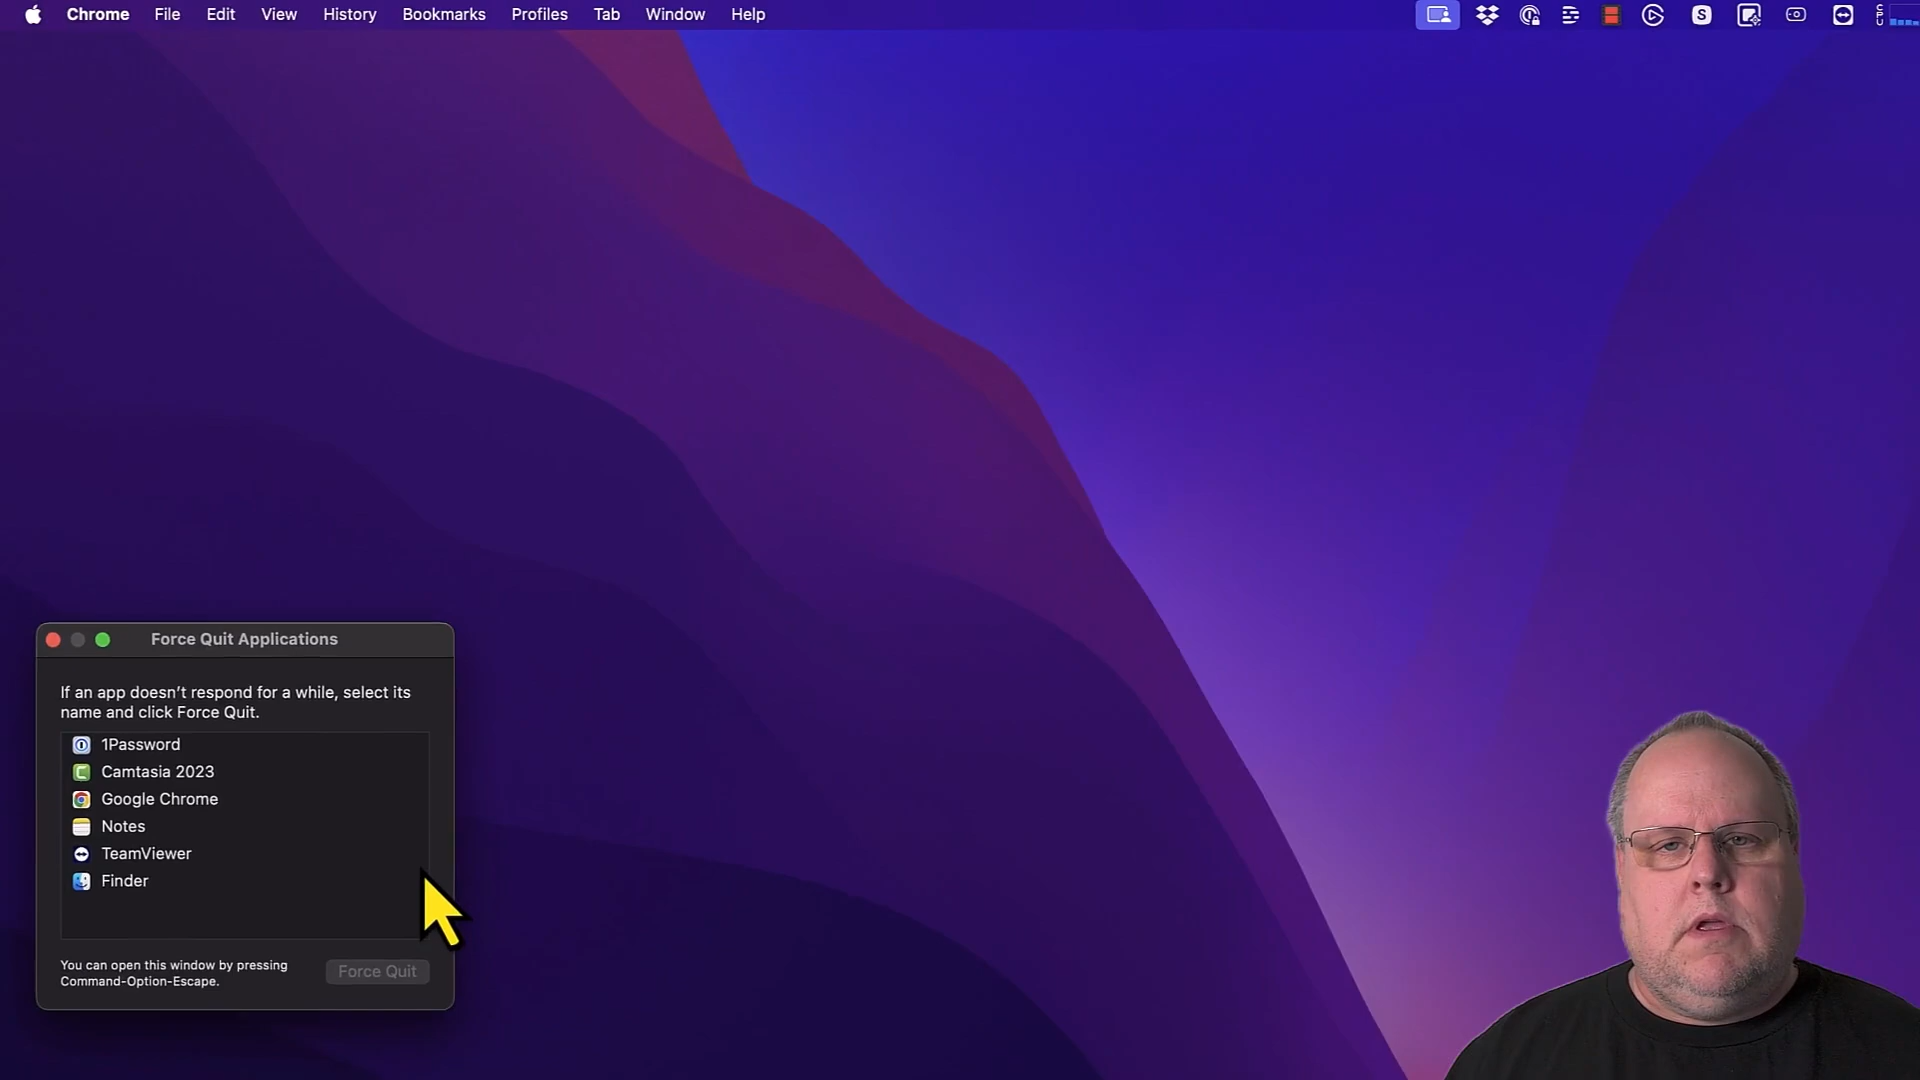 Chrome File Edit View History Bookmarks Profiles Tab Window Help
CPU
Force Quit Applications
If an app doesn't respond for a while, select its
name and click Force Quit.
1Password
Camtasia 2023
Google Chrome
Notes
TeamViewer
Finder
You can open this window by pressing
Command-Option-Escape.
Force Quit